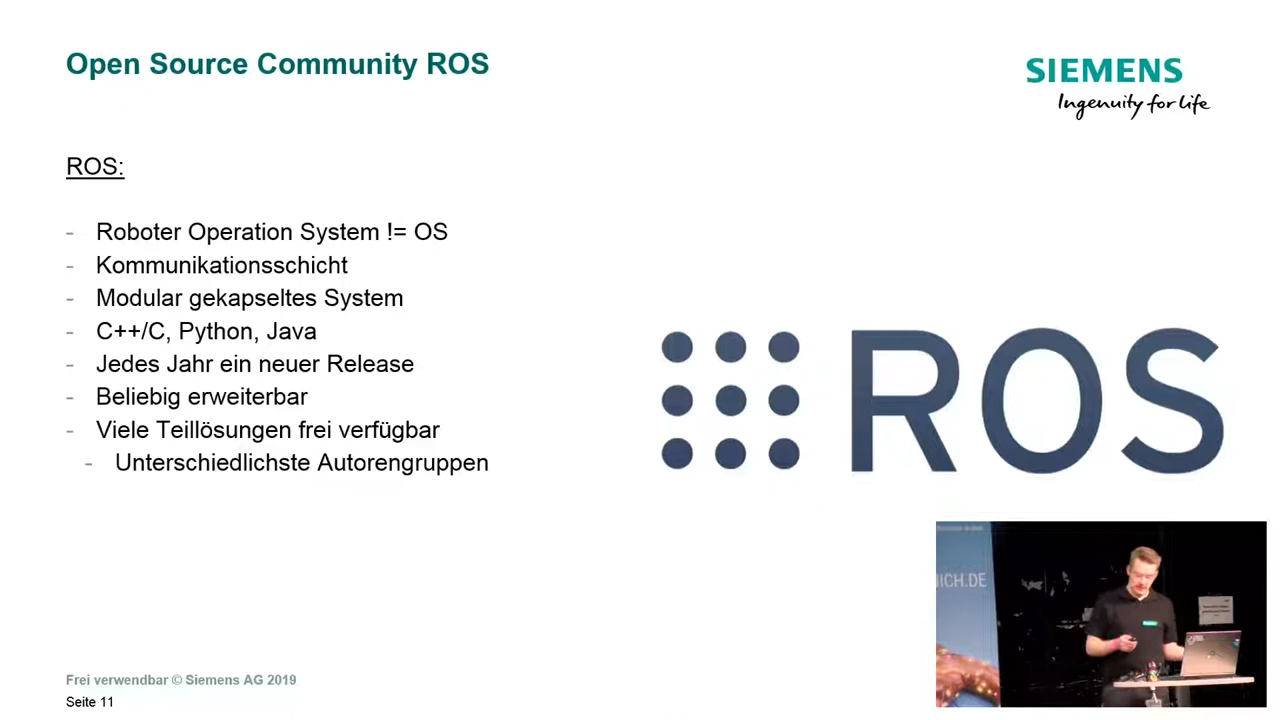 Open Source Community ROS
SIEMENS
Ingenuity for life
ROS:
- Roboter Operation System != OS
- Kommunikationsschicht
- Modular gekapseltes System
- C++/C, Python, Java
- Jedes Jahr ein neuer Release
- Beliebig erweiterbar
- Viele Teillösungen frei verfügbar
- Unterschiedlichste Autorengruppen
ROS
NICH.DE
Frei verwendbar © Siemens AG 2019
Seite 11